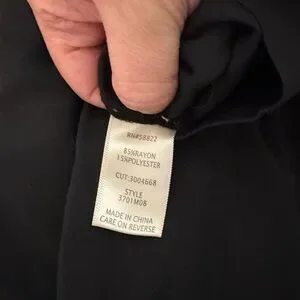 RN#58822
85%RAYON
15%POLYESTER
CUT:3004668
STYLE
3701M08
MADE IN CHINA
CARE ON REVERSE